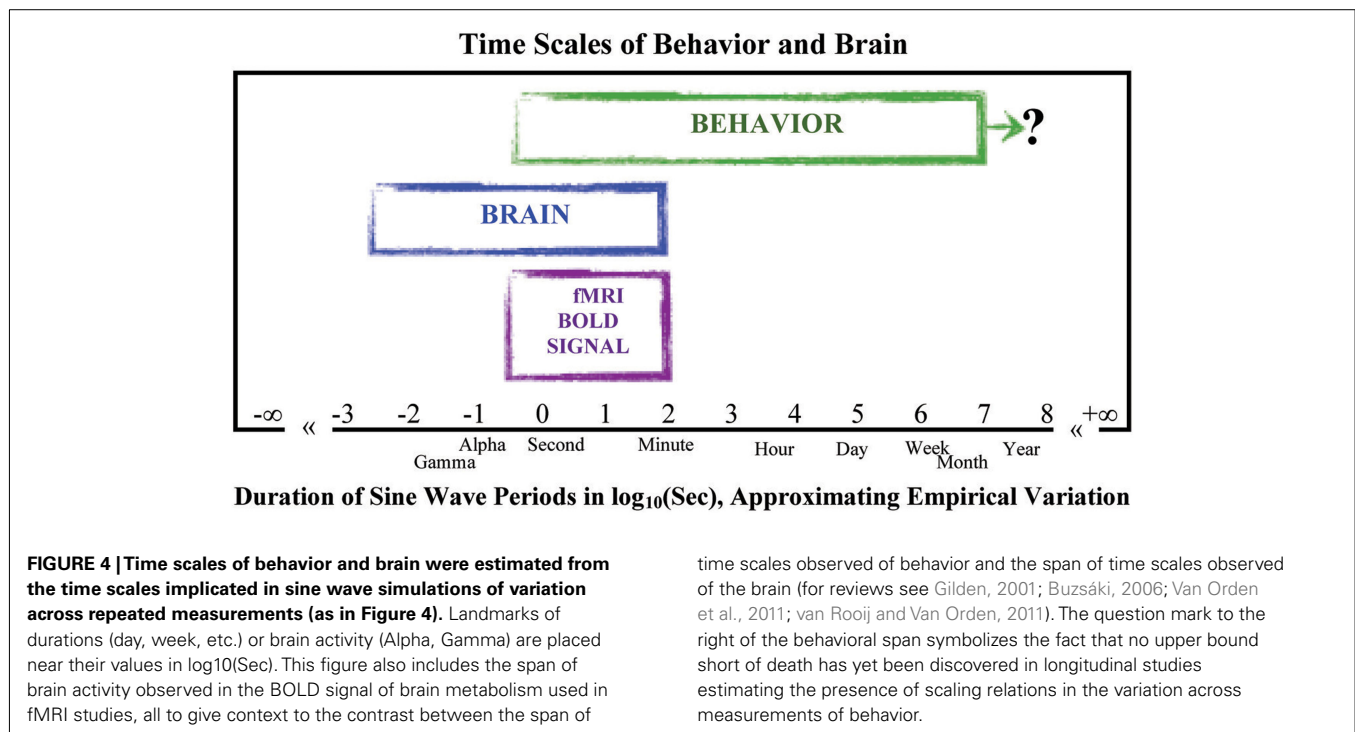 Time Scales of Behavior and Brain
BEHAVIOR
?
BRAIN
fMRI
BOLD
SIGNAL
-∞ « -3 -2 -1 0 1 2 3 4 5 6 7 8 « +∞
Alpha Second Minute Hour Day Week Year
Gamma Month
Duration of Sine Wave Periods in log₁₀(Sec), Approximating Empirical Variation
FIGURE 4 | Time scales of behavior and brain were estimated from
the time scales implicated in sine wave simulations of variation
across repeated measurements (as in Figure 4). Landmarks of
durations (day, week, etc.) or brain activity (Alpha, Gamma) are placed
near their values in log10(Sec). This figure also includes the span of
brain activity observed in the BOLD signal of brain metabolism used in
fMRI studies, all to give context to the contrast between the span of
time scales observed of behavior and the span of time scales observed
of the brain (for reviews see Gilden, 2001; Buzsáki, 2006; Van Orden
et al., 2011; van Rooij and Van Orden, 2011). The question mark to the
right of the behavioral span symbolizes the fact that no upper bound
short of death has yet been discovered in longitudinal studies
estimating the presence of scaling relations in the variation across
measurements of behavior.